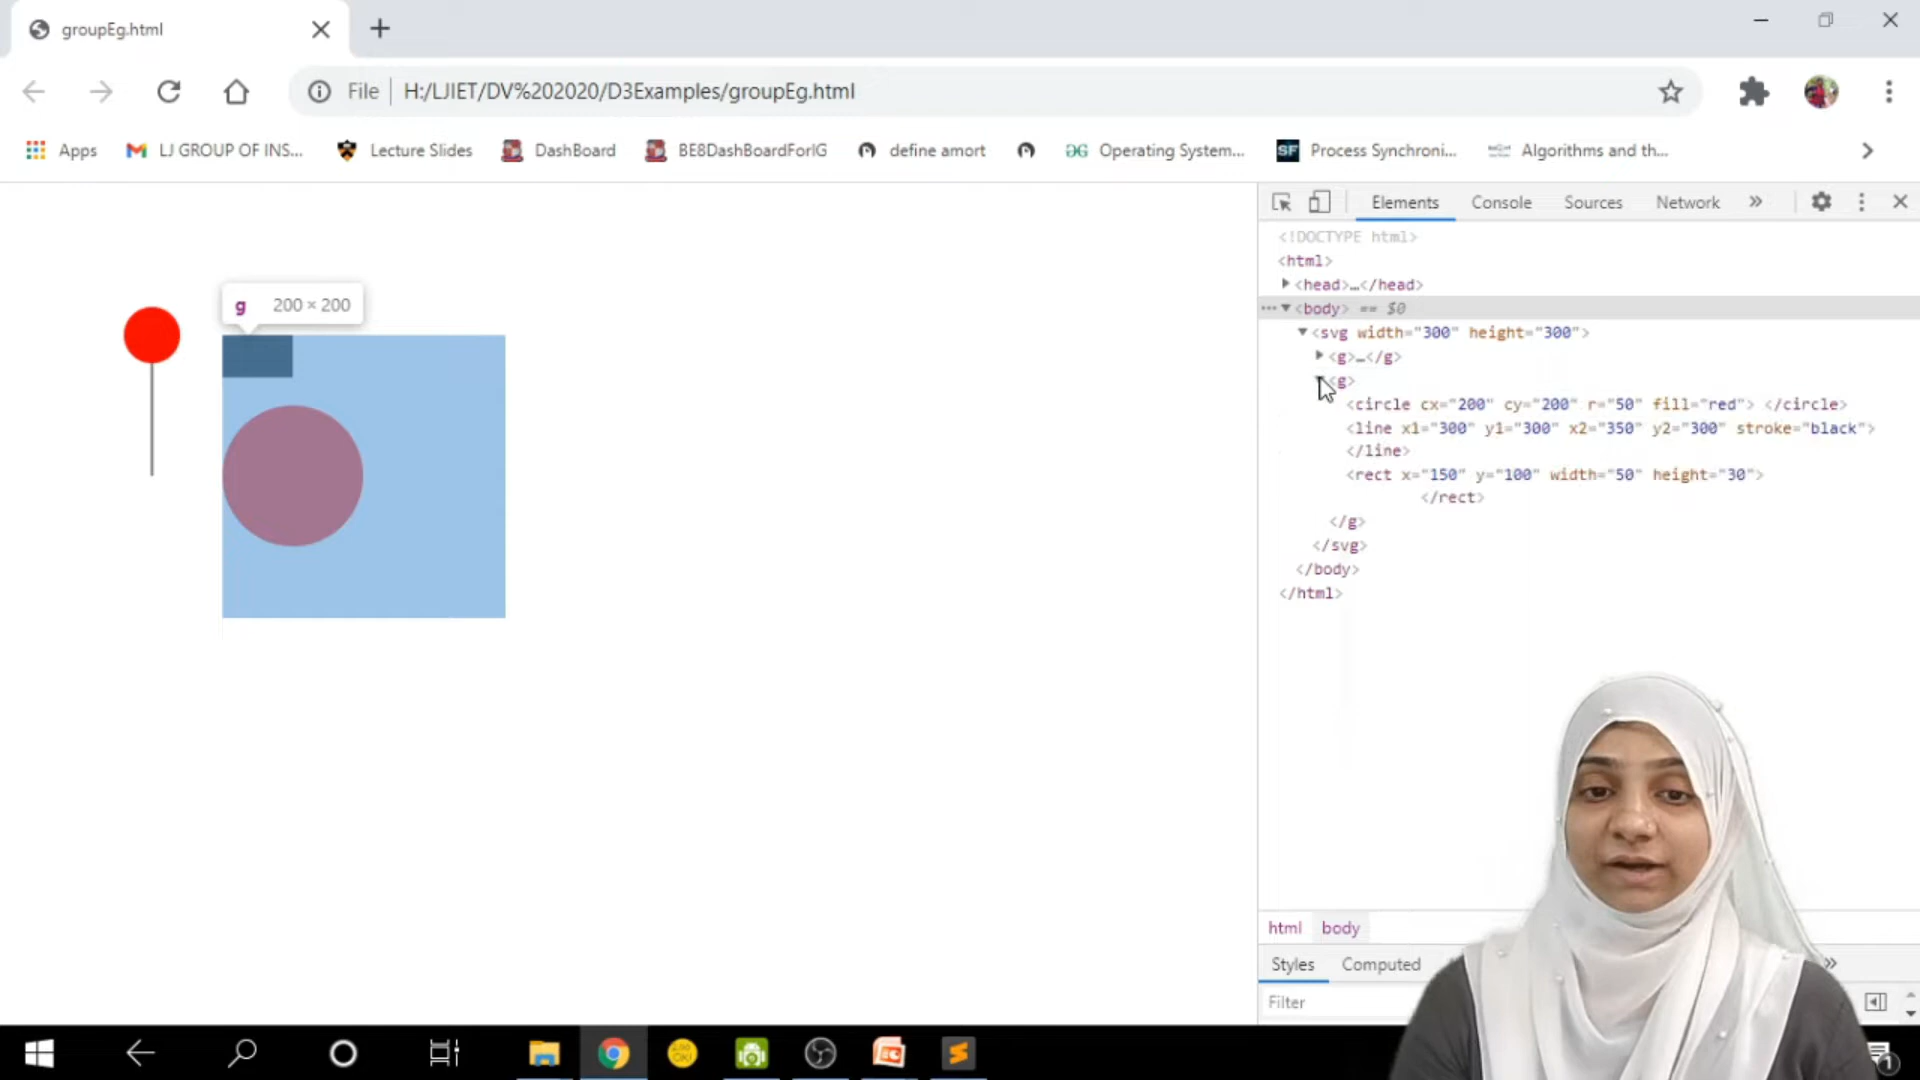 groupEg.html
File H:/LJIET/DV%202020/D3Examples/groupEg.html
Apps LJ GROUP OF INS... Lecture Slides DashBoard BE8DashBoardForIG define amort ƏG Operating System... SF Process Synchroni... Algorithms and th...
Elements Console Sources Network »
<!DOCTYPE html>
<html>
<head>…</head>
<body> == $0
<svg width="300" height="300">
<g>…</g>
<g>
<circle cx="200" cy="200" r="50" fill="red"> </circle>
<line x1="300" y1="300" x2="350" y2="300" stroke="black">
</line>
<rect x="150" y="100" width="50" height="30">
</rect>
</g>
</svg>
</body>
</html>
g 200 × 200
html body
Styles Computed »
Filter
1